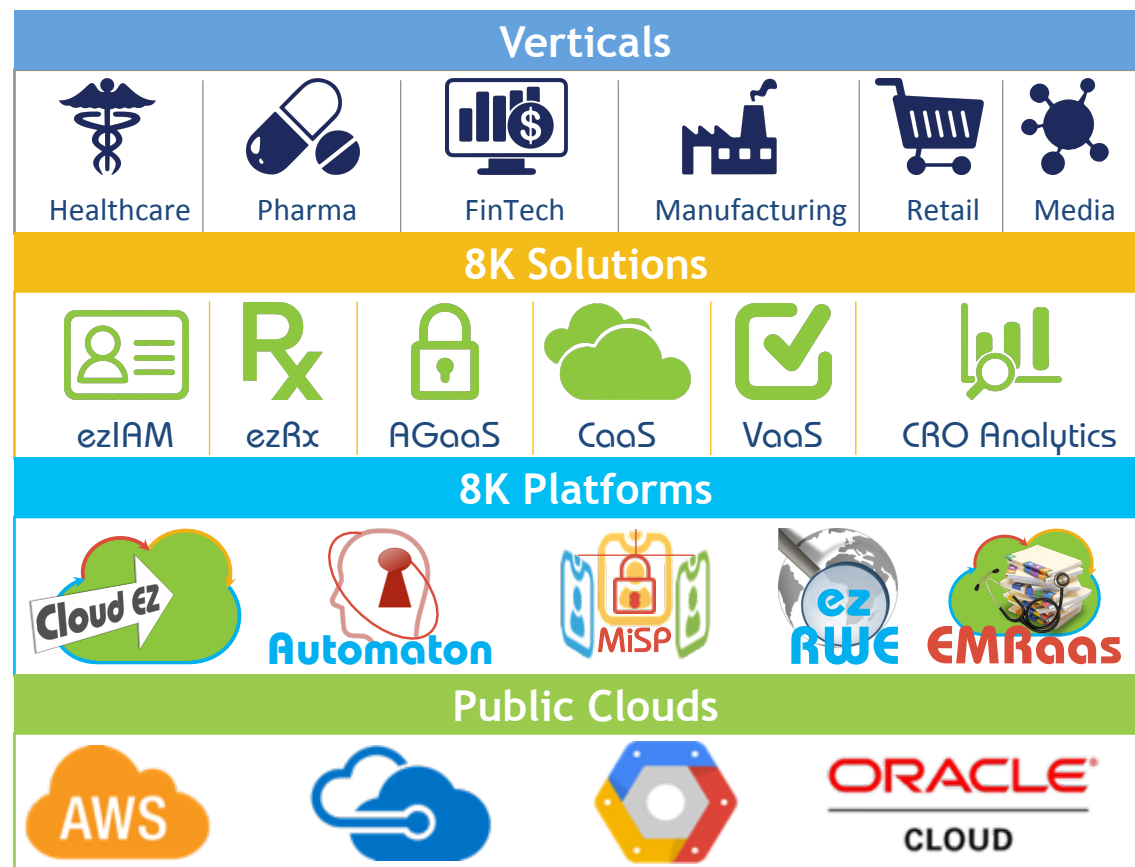 Verticals
$
Healthcare Pharma FinTech Manufacturing Retail Media
8K Solutions
Rx
ezIAM ezRx AGaaS CaaS VaaS CRO Analytics
8K Platforms
Cloud EZ
Automaton
MiSP
ez
RWE
EMRaas
Public Clouds
AWS
ORACLE®
CLOUD